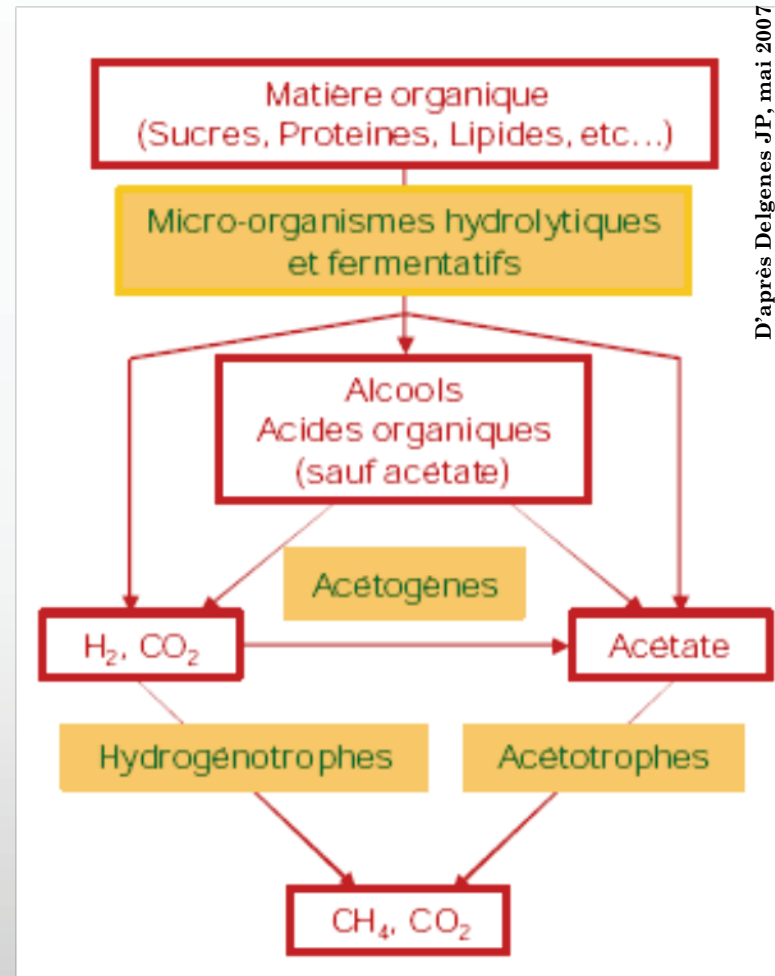 Matière organique
(Sucres, Proteines, Lipides, etc...)
Micro-organismes hydrolytiques
et fermentatifs
Alcools
Acides organiques
(sauf acétate)
Acétogènes
H₂, CO₂
Acétate
Hydrogénotrophes
Acétotrophes
CH₄, CO₂
D'après Delgenes JP, mai 2007